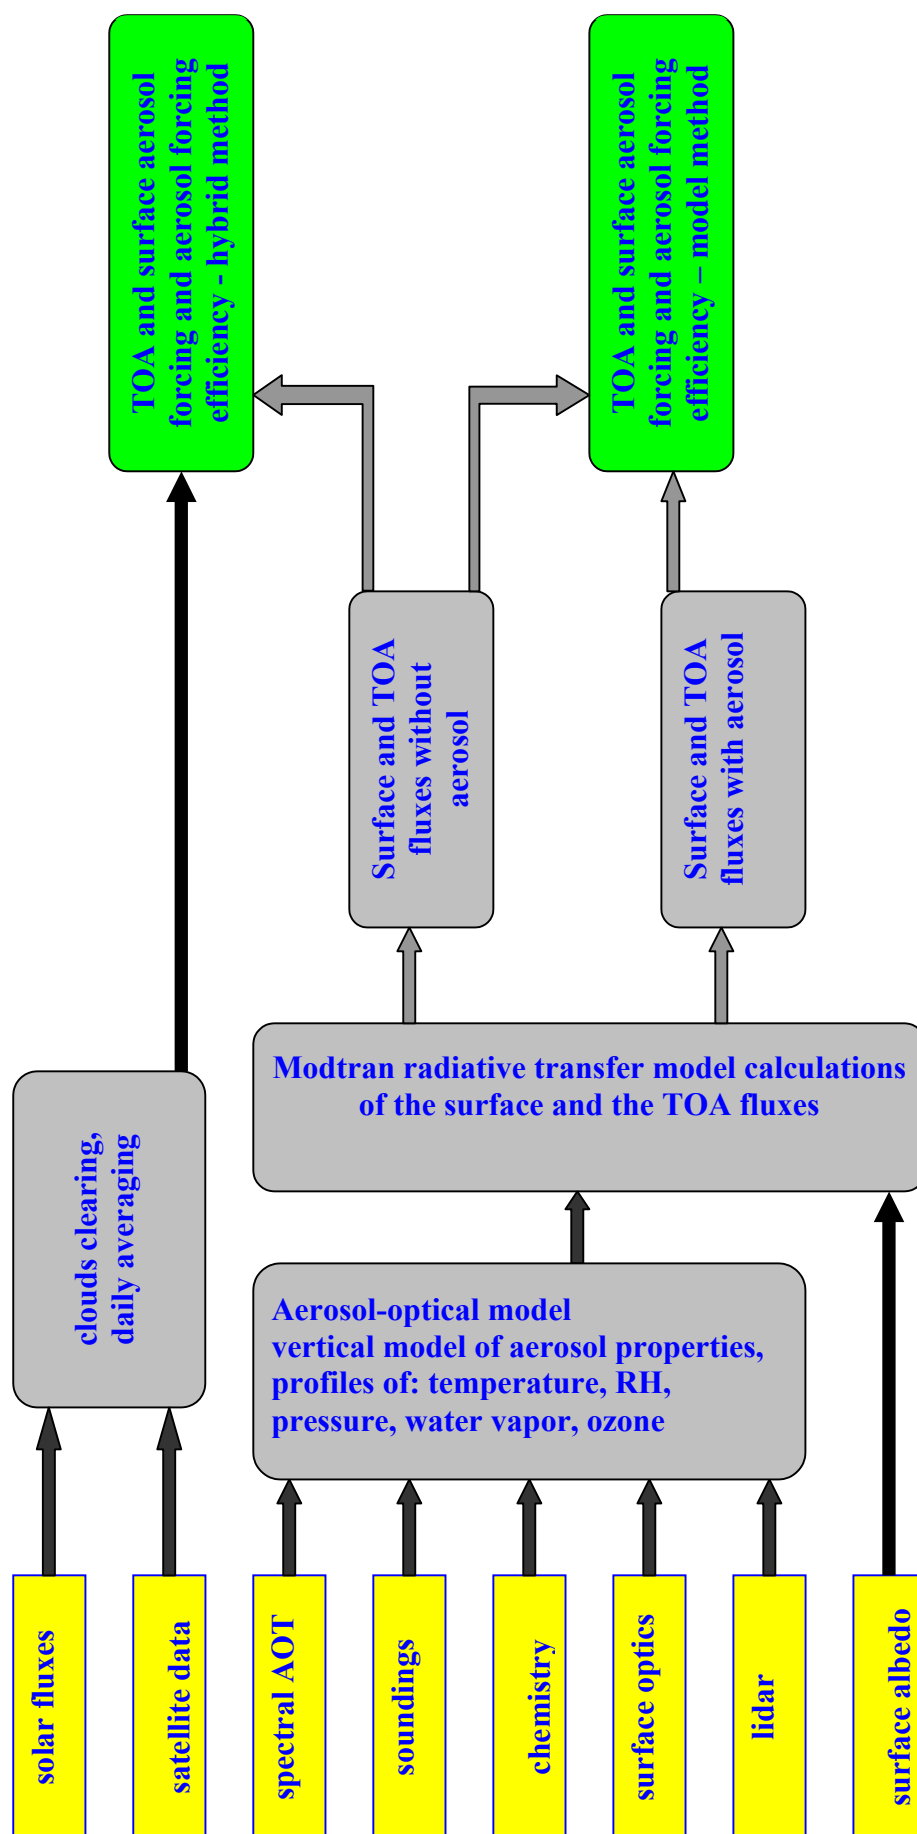 TOA and surface aerosol
forcing and aerosol forcing
efficiency - hybrid method
TOA and surface aerosol
forcing and aerosol forcing
efficiency – model method
Surface and TOA
fluxes without
aerosol
Surface and TOA
fluxes with aerosol
Modtran radiative transfer model calculations
of the surface and the TOA fluxes
clouds clearing,
daily averaging
Aerosol-optical model
vertical model of aerosol properties,
profiles of: temperature, RH,
pressure, water vapor, ozone
solar fluxes
satellite data
spectral AOT
soundings
chemistry
surface optics
lidar
surface albedo